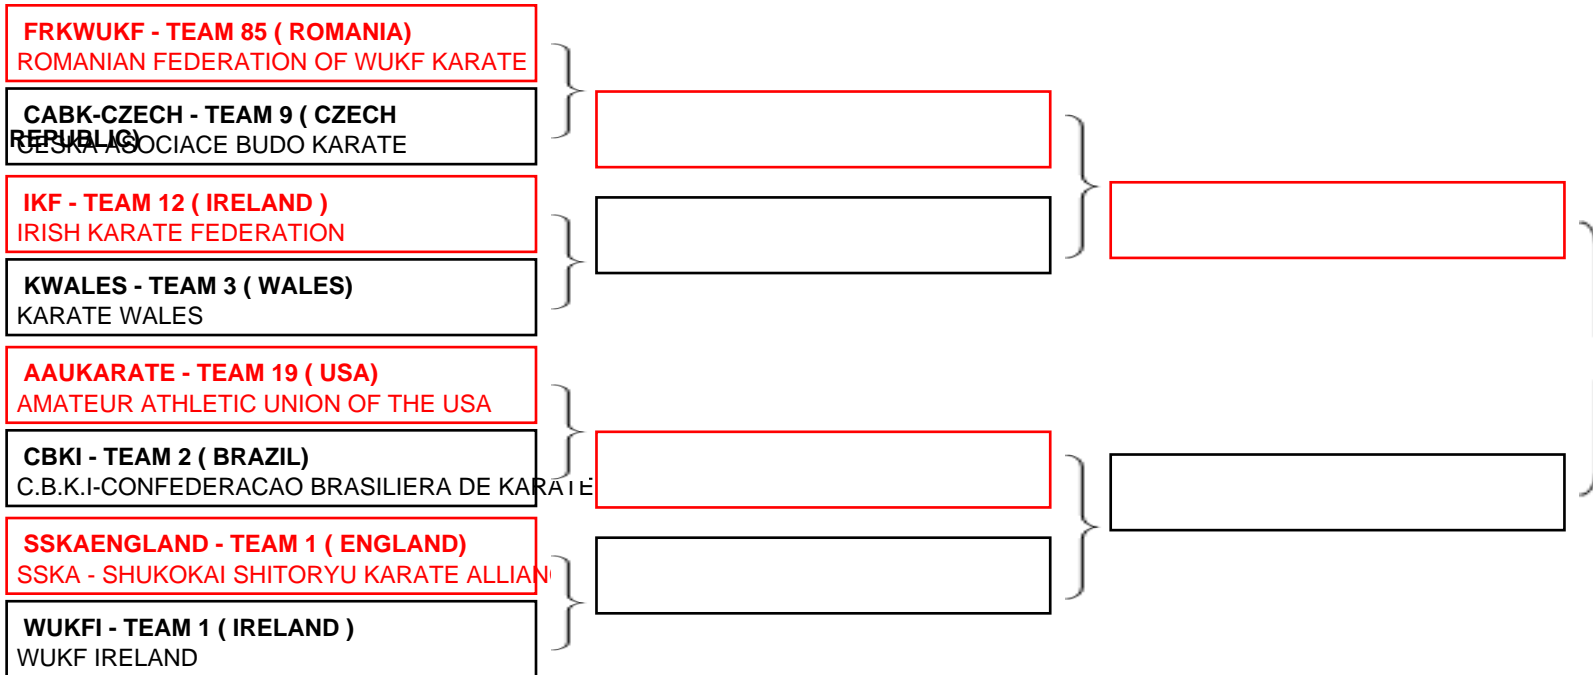 FRKWUKF - TEAM 85 ( ROMANIA)
ROMANIAN FEDERATION OF WUKF KARATE
CABK-CZECH - TEAM 9 ( CZECH
REPUBLIC)
CESKA ASOCIACE BUDO KARATE
IKF - TEAM 12 ( IRELAND )
IRISH KARATE FEDERATION
KWALES - TEAM 3 ( WALES)
KARATE WALES
AAUKARATE - TEAM 19 ( USA)
AMATEUR ATHLETIC UNION OF THE USA
CBKI - TEAM 2 ( BRAZIL)
C.B.K.I-CONFEDERACAO BRASILIERA DE KARATE
SSKAENGLAND - TEAM 1 ( ENGLAND)
SSKA - SHUKOKAI SHITORYU KARATE
WUKFI - TEAM 1 ( IRELAND )
WUKF IRELAND